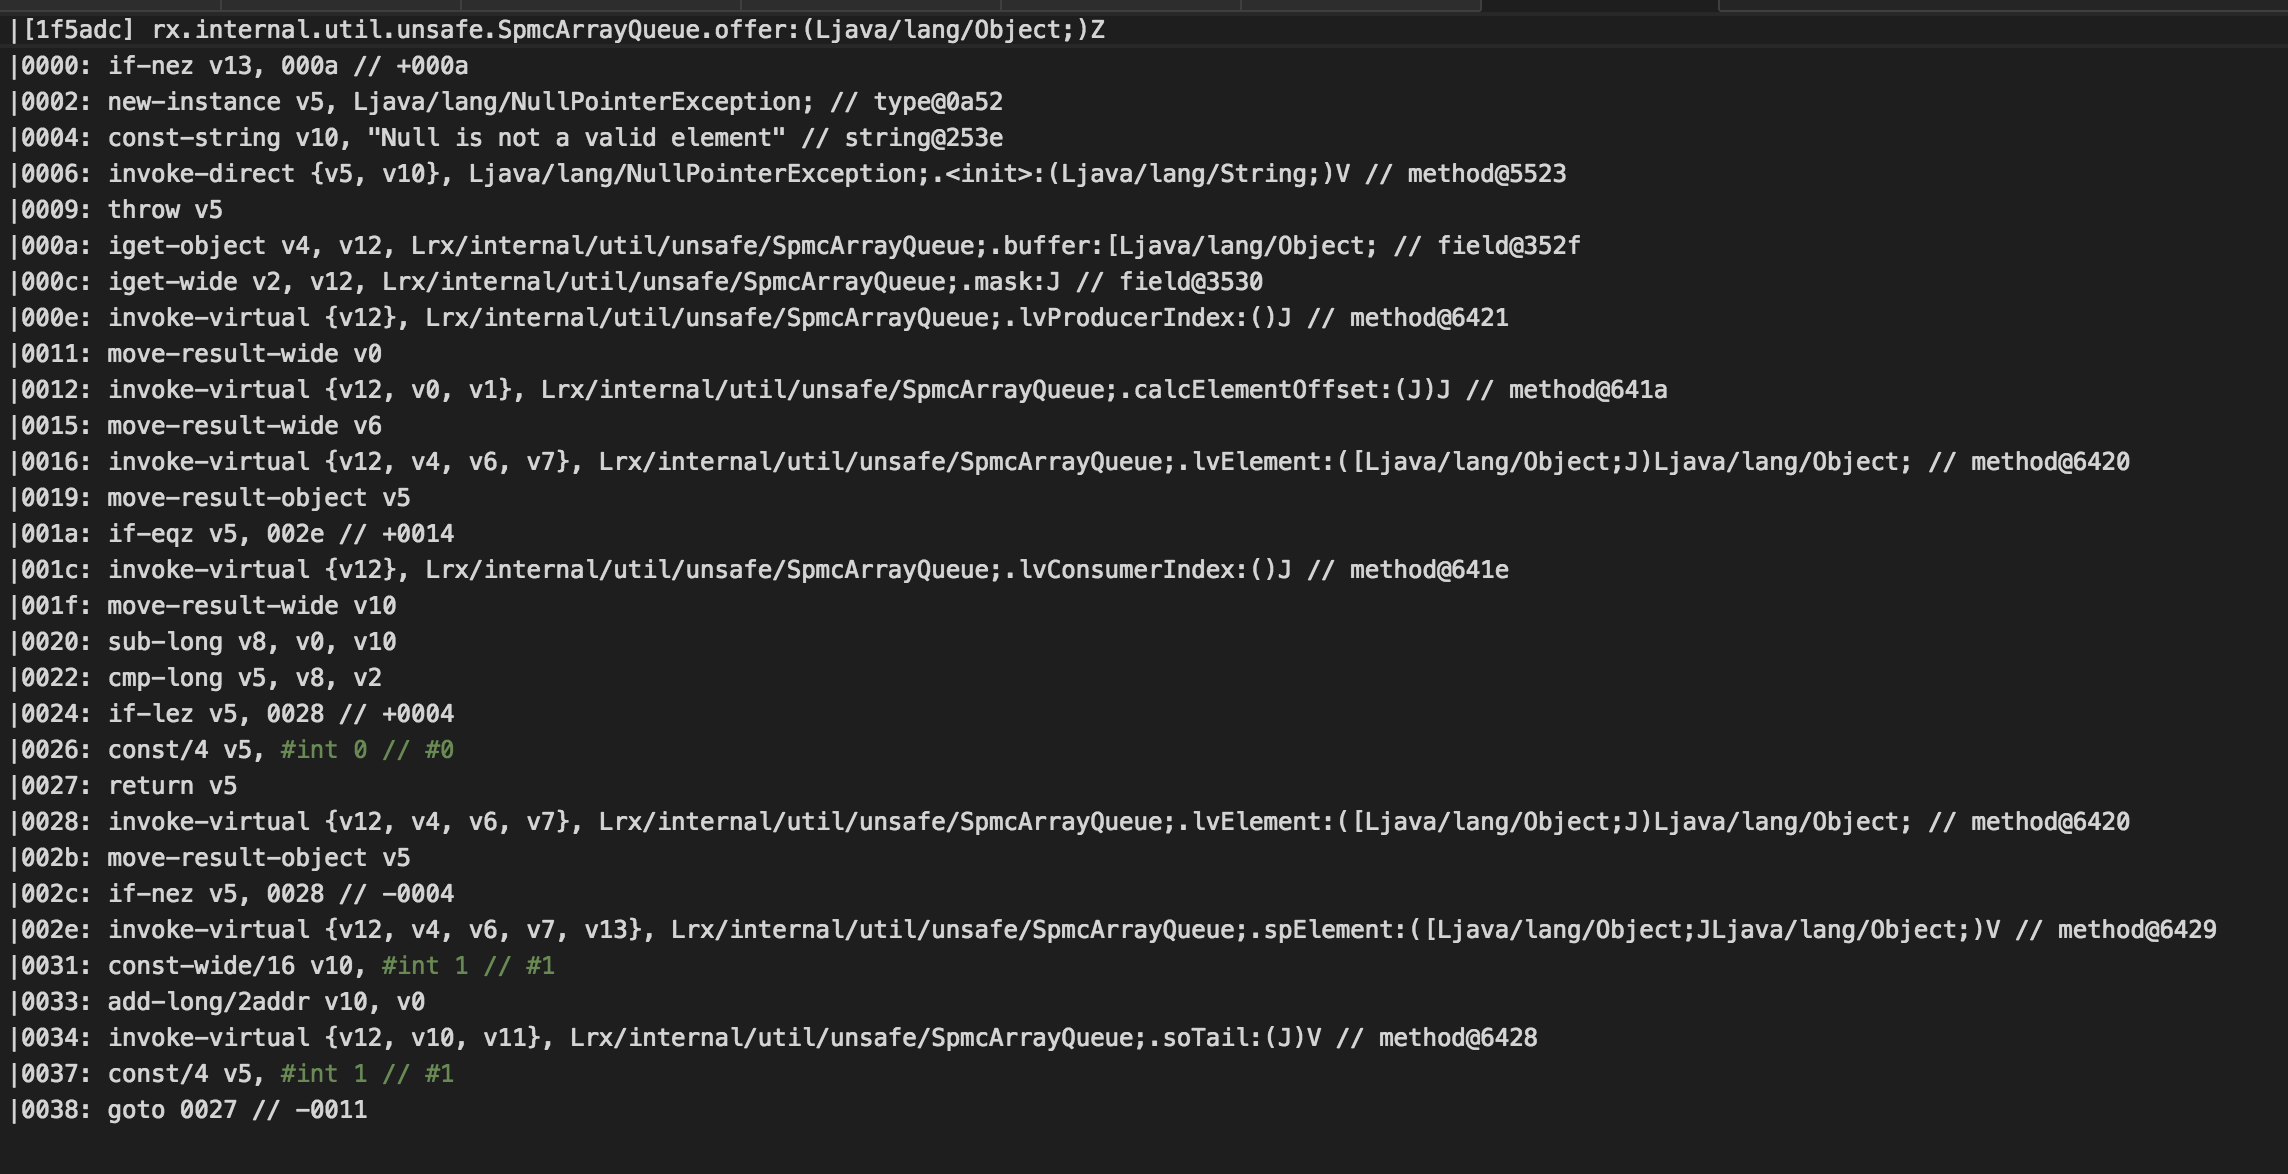 |[1f5adc] rx.internal.util.unsafe.SpmcArrayQueue.offer:(Ljava/lang/Object;)Z
|0000: if-nez v13, 000a // +000a
|0002: new-instance v5, Ljava/lang/NullPointerException; // type@0a52
|0004: const-string v10, "Null is not a valid element" // string@253e
|0006: invoke-direct {v5, v10}, Ljava/lang/NullPointerException;.<init>:(Ljava/lang/String;)V // method@5523
|0009: throw v5
|000a: iget-object v4, v12, Lrx/internal/util/unsafe/SpmcArrayQueue;.buffer:[Ljava/lang/Object; // field@352f
|000c: iget-wide v2, v12, Lrx/internal/util/unsafe/SpmcArrayQueue;.mask:J // field@3530
|000e: invoke-virtual {v12}, Lrx/internal/util/unsafe/SpmcArrayQueue;.lvProducerIndex:()J // method@6421
|0011: move-result-wide v0
|0012: invoke-virtual {v12, v0, v1}, Lrx/internal/util/unsafe/SpmcArrayQueue;.calcElementOffset:(J)J // method@641a
|0015: move-result-wide v6
|0016: invoke-virtual {v12, v4, v6, v7}, Lrx/internal/util/unsafe/SpmcArrayQueue;.lvElement:([Ljava/lang/Object;J)Ljava/lang/Object; // method@6420
|0019: move-result-object v5
|001a: if-eqz v5, 002e // +0014
|001c: invoke-virtual {v12}, Lrx/internal/util/unsafe/SpmcArrayQueue;.lvConsumerIndex:()J // method@641e
|001f: move-result-wide v10
|0020: sub-long v8, v0, v10
|0022: cmp-long v5, v8, v2
|0024: if-lez v5, 0028 // +0004
|0026: const/4 v5, #int 0 // #0
|0027: return v5
|0028: invoke-virtual {v12, v4, v6, v7}, Lrx/internal/util/unsafe/SpmcArrayQueue;.lvElement:([Ljava/lang/Object;J)Ljava/lang/Object; // method@6420
|002b: move-result-object v5
|002c: if-nez v5, 0028 // -0004
|002e: invoke-virtual {v12, v4, v6, v7, v13}, Lrx/internal/util/unsafe/SpmcArrayQueue;.spElement:([Ljava/lang/Object;JLjava/lang/Object;)V // method@6429
|0031: const-wide/16 v10, #int 1 // #1
|0033: add-long/2addr v10, v0
|0034: invoke-virtual {v12, v10, v11}, Lrx/internal/util/unsafe/SpmcArrayQueue;.soTail:(J)V // method@6428
|0037: const/4 v5, #int 1 // #1
|0038: goto 0027 // -0011